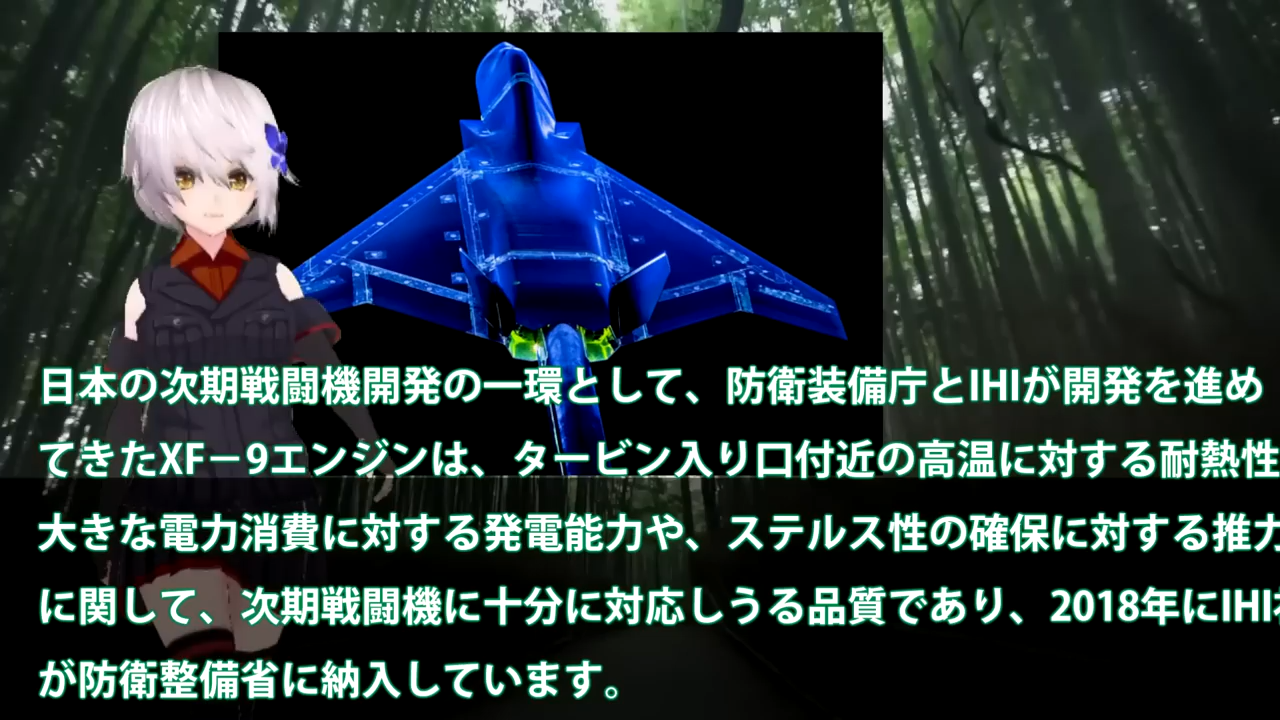 日本の次期戦闘機開発の一環として、防衛装備庁とIHIが開発を進め
てきたXF－9エンジンは、タービン入り口付近の高温に対する耐熱性
大きな電力消費に対する発電能力や、ステルス性の確保に対する推力
に関して、次期戦闘機に十分に対応しうる品質であり、2018年にIHI
が防衛整備省に納入しています。